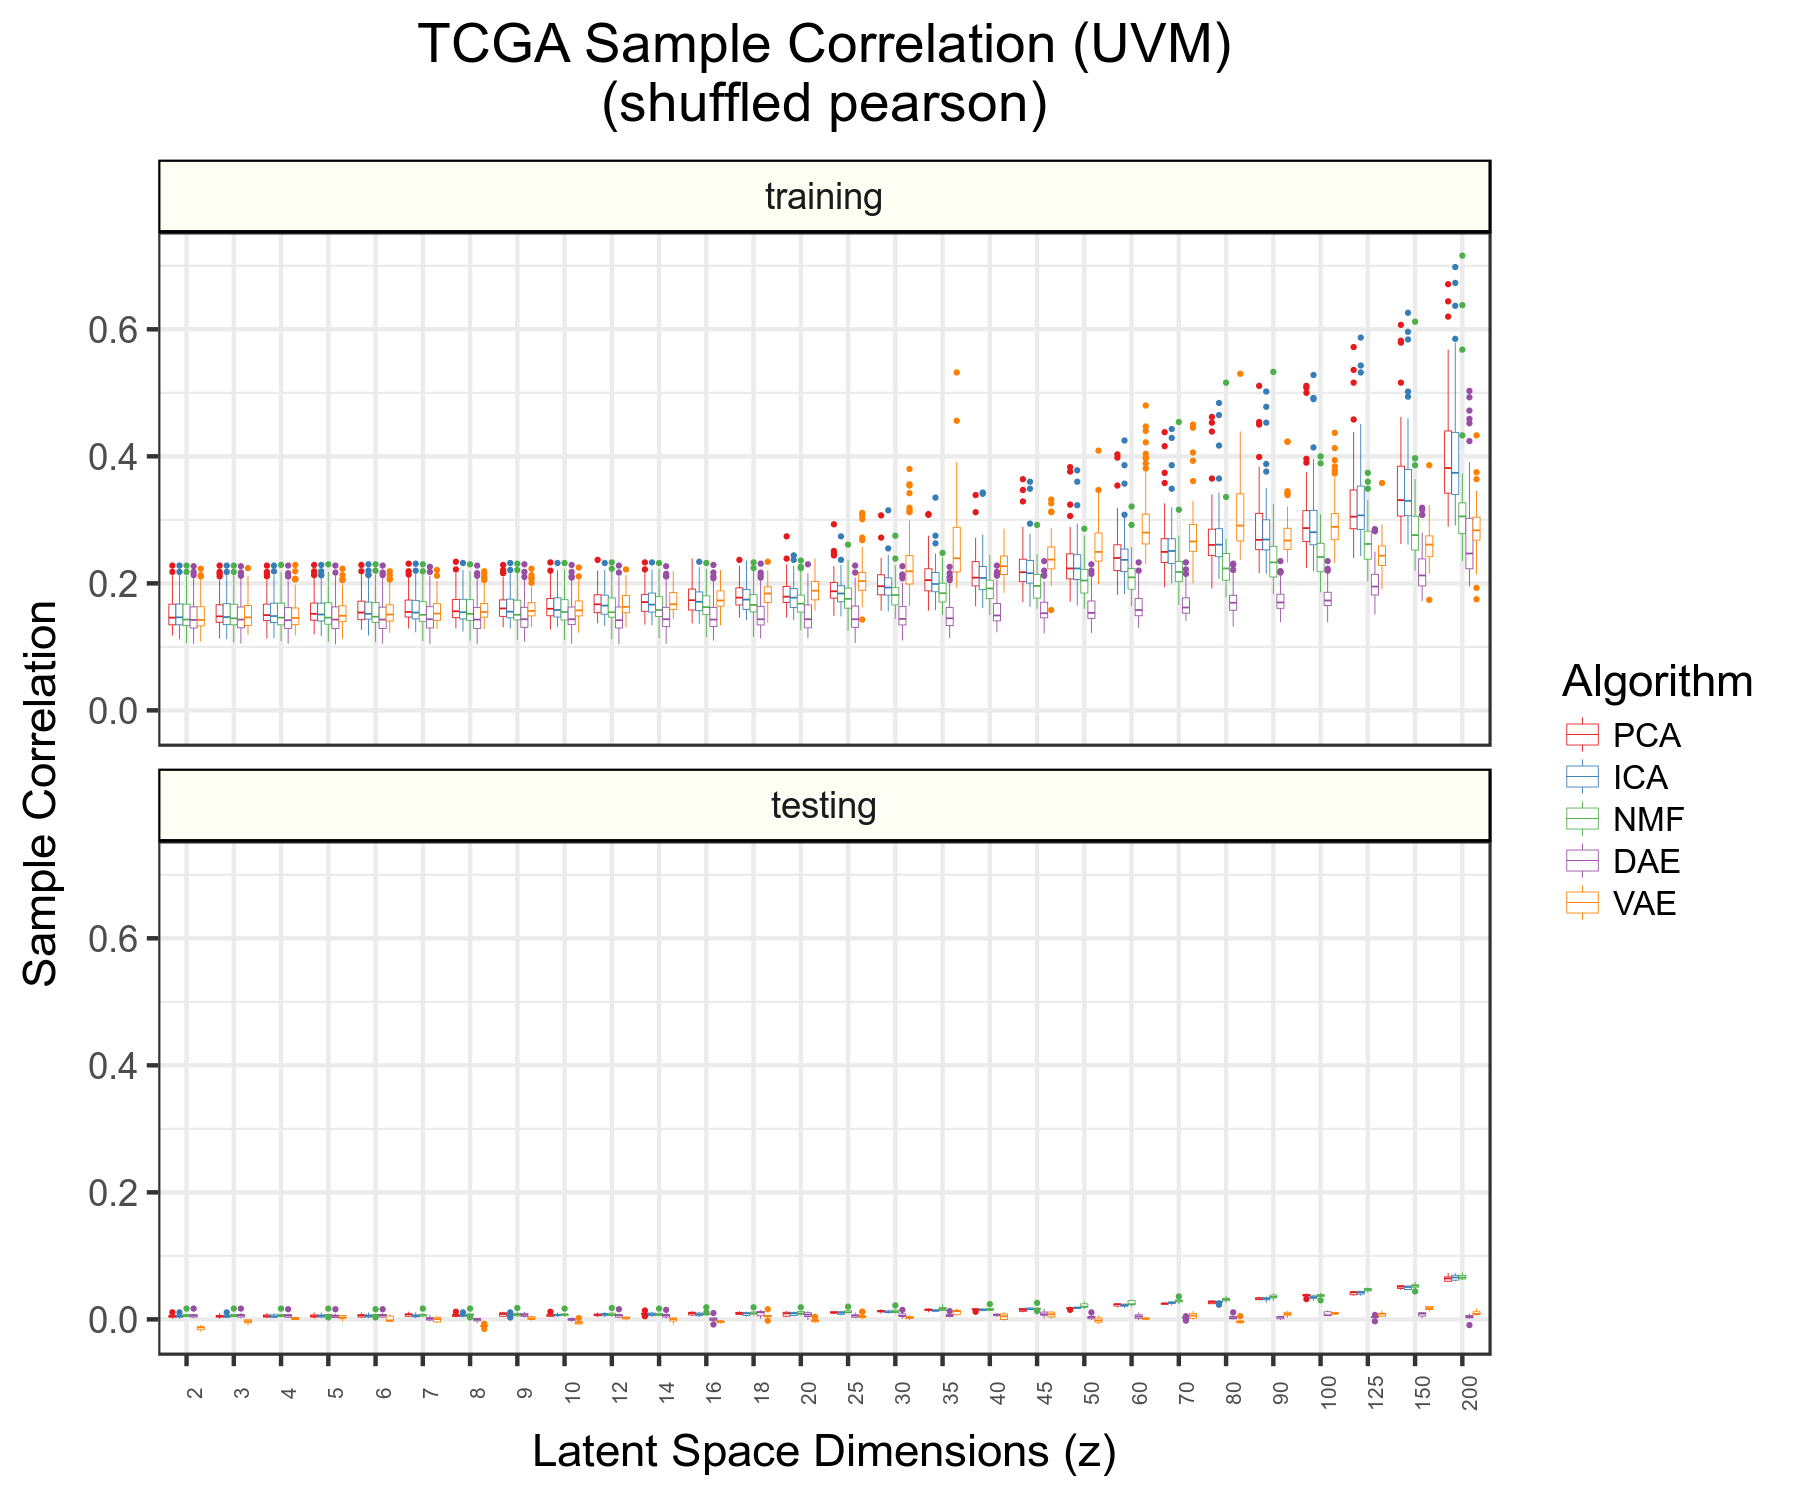 TCGA Sample Correlation (UVM)
(shuffled pearson)
training
0.6
0.4
0.2
0.0
testing
0.6
0.4
0.2
0.0
Sample Correlation
2 3 4 5 6 7 8 9 10 12 14 16 18 20 25 30 35 40 45 50 60 70 80 90 100 125 150 200
Latent Space Dimensions (z)
Algorithm
PCA
ICA
NMF
DAE
VAE